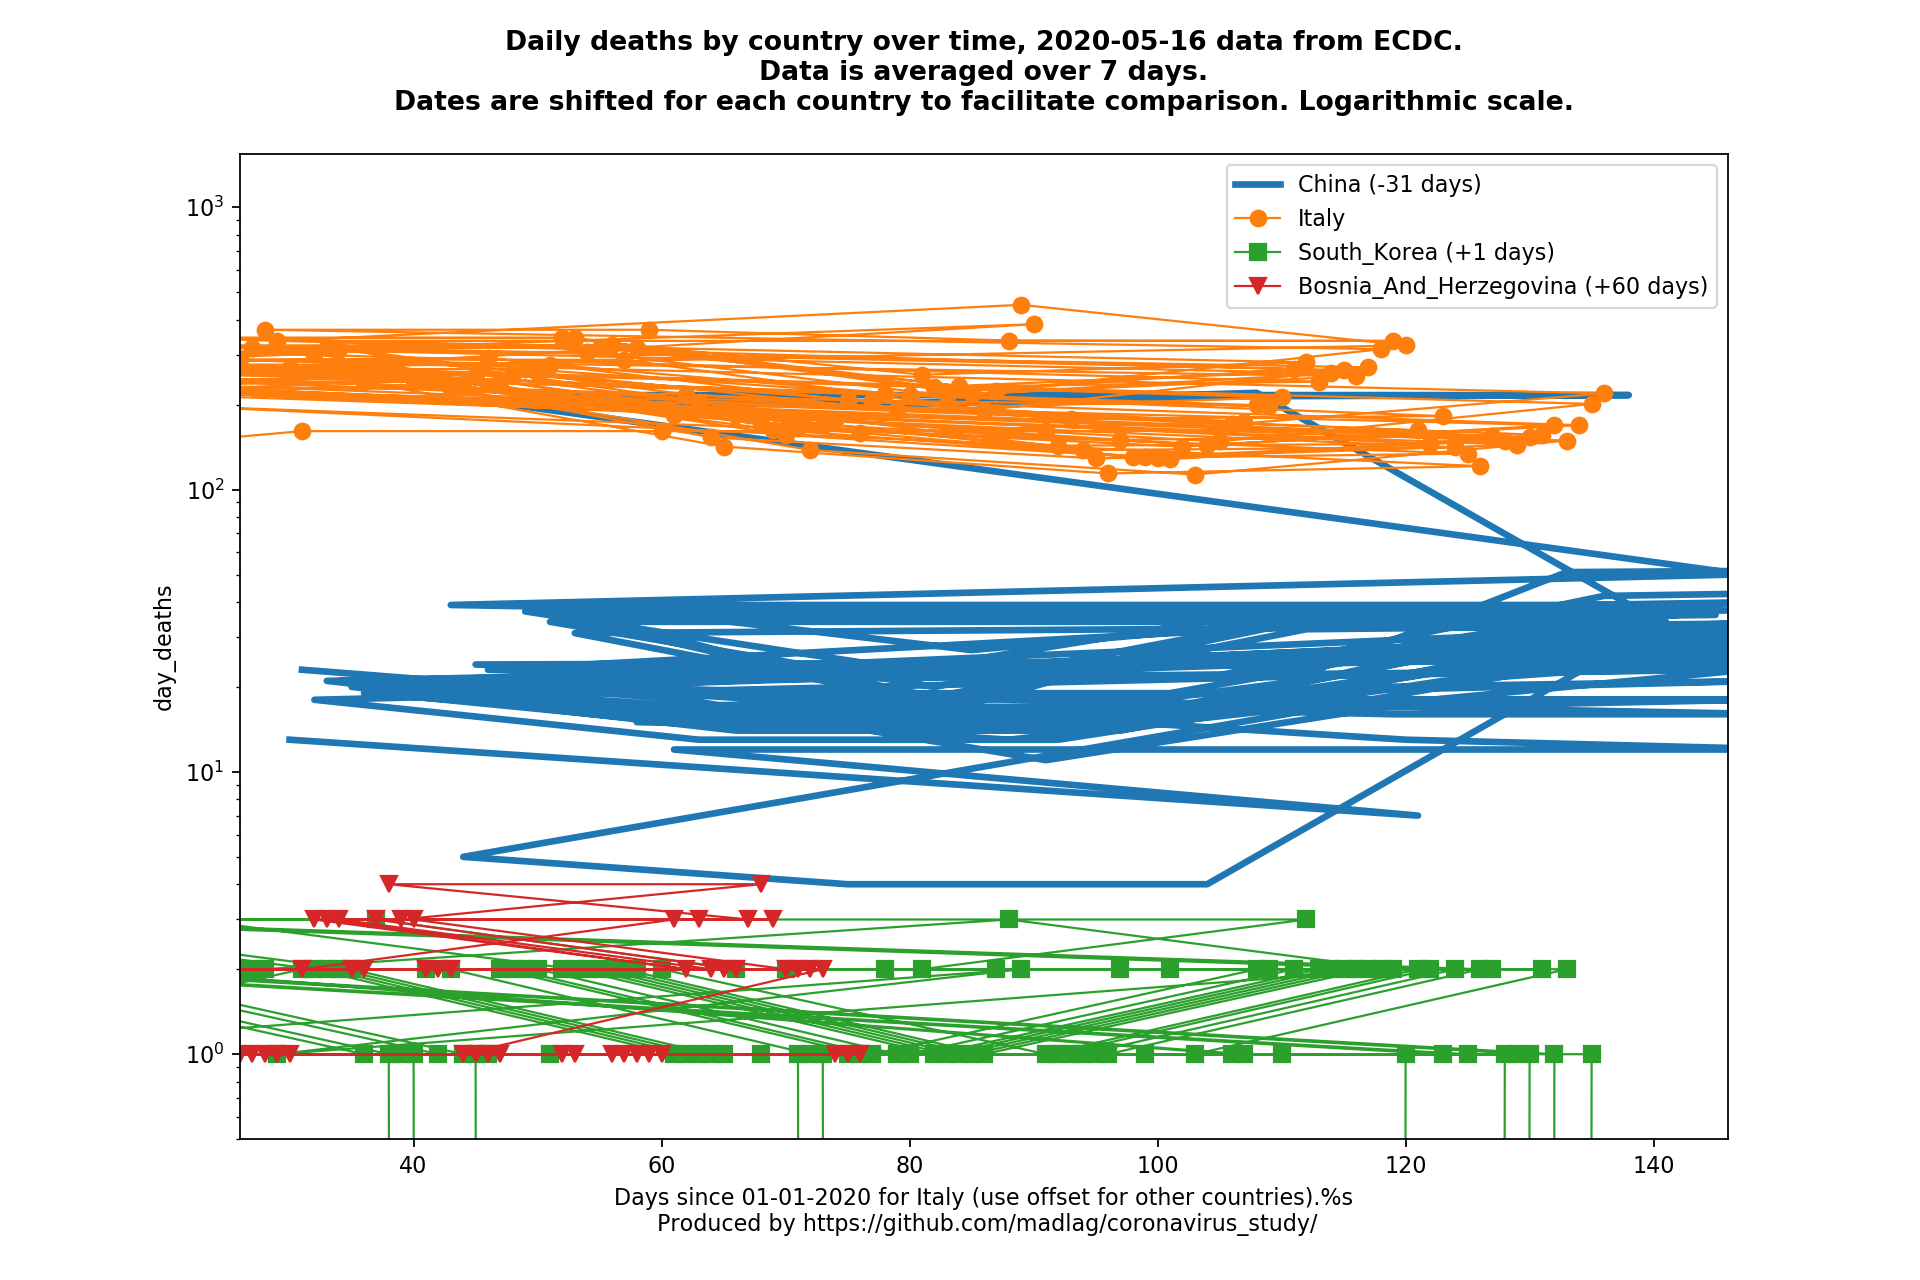 Daily deaths by country over time, 2020-05-16 data from ECDC.
Data is averaged over 7 days.
Dates are shifted for each country to facilitate comparison. Logarithmic scale.
China (-31 days)
Italy
South_Korea (+1 days)
Bosnia_And_Herzegovina (+60 days)
10³
10²
10¹
10⁰
day_deaths
40 60 80 100 120 140
Days since 01-01-2020 for Italy (use offset for other countries).%s
Produced by https://github.com/madlag/coronavirus_study/